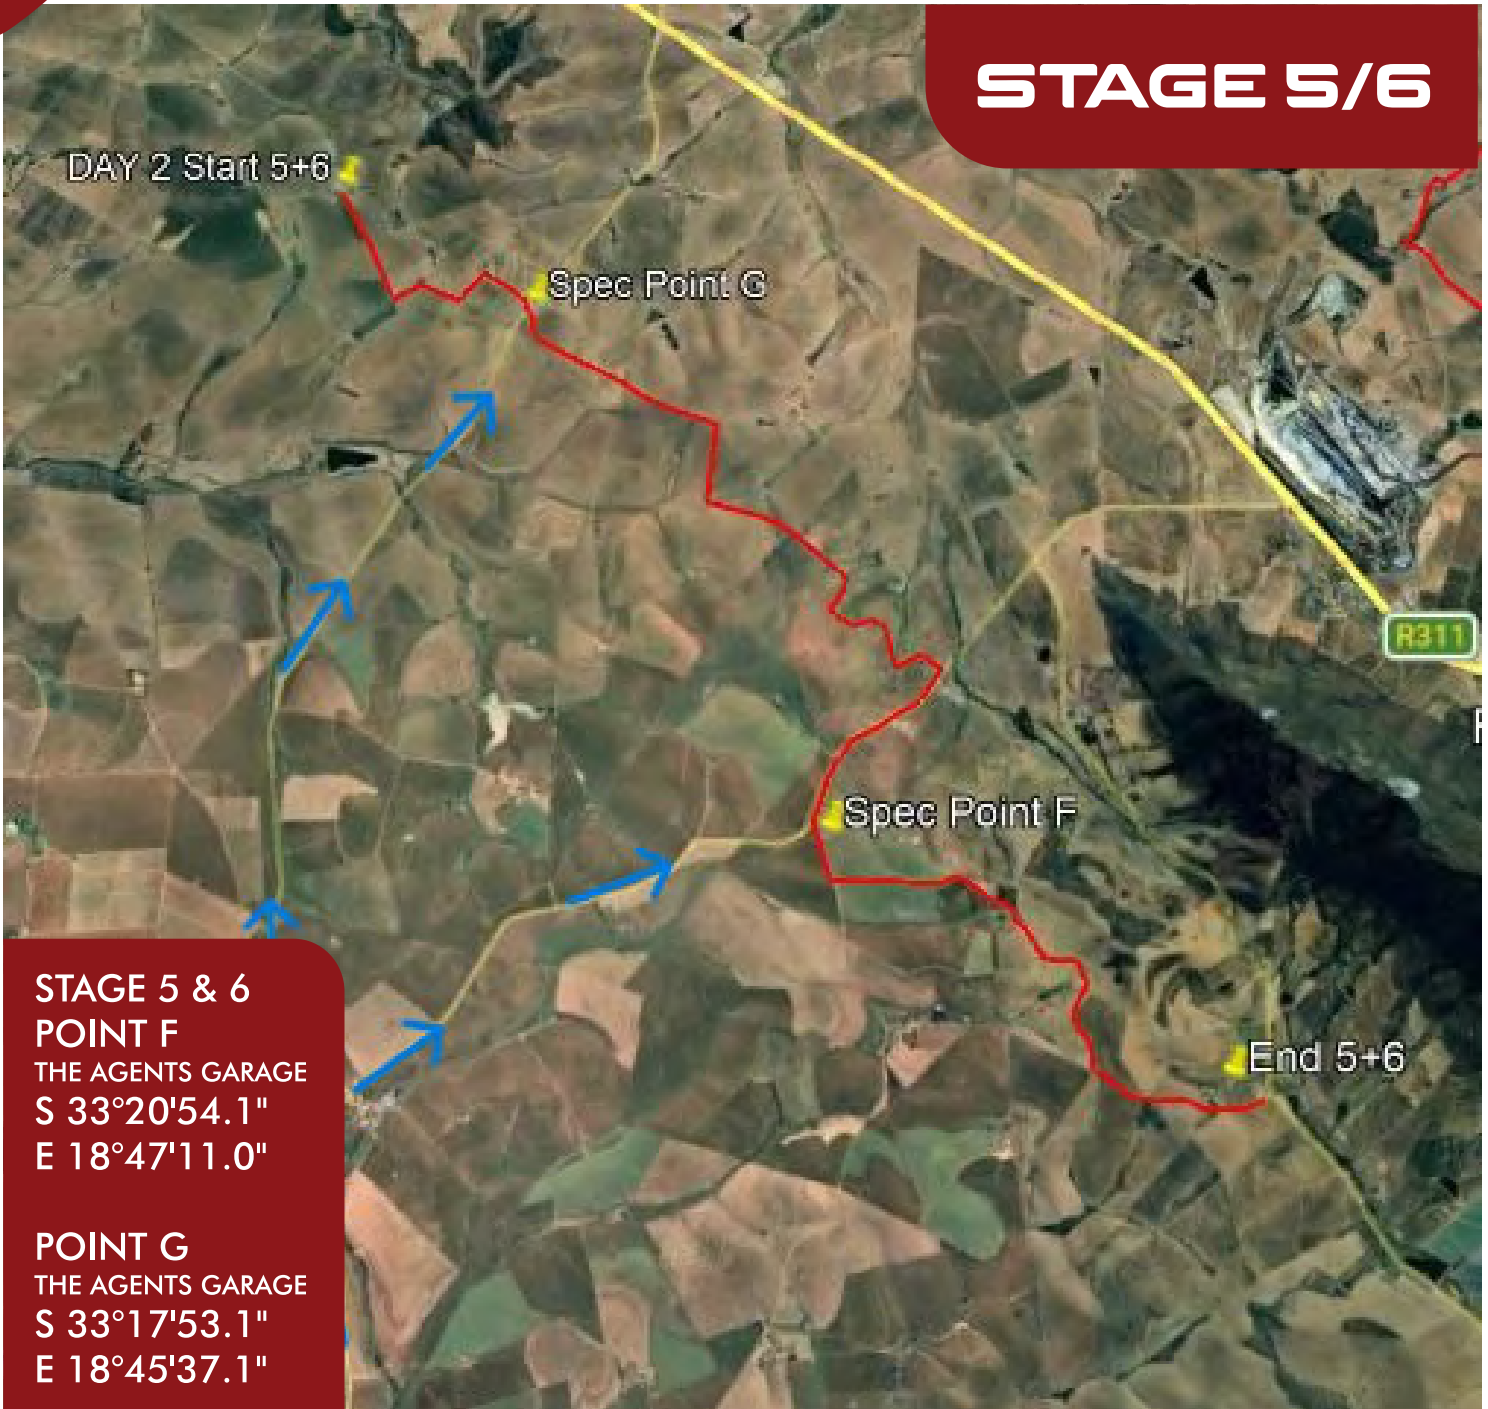 STAGE 5/6
DAY 2 Start 5+6
Spec Point G
R311
Spec Point F
End 5+6
STAGE 5 & 6
POINT F
THE AGENTS GARAGE
S 33°20'54.1"
E 18°47'11.0"
POINT G
THE AGENTS GARAGE
S 33°17'53.1"
E 18°45'37.1"